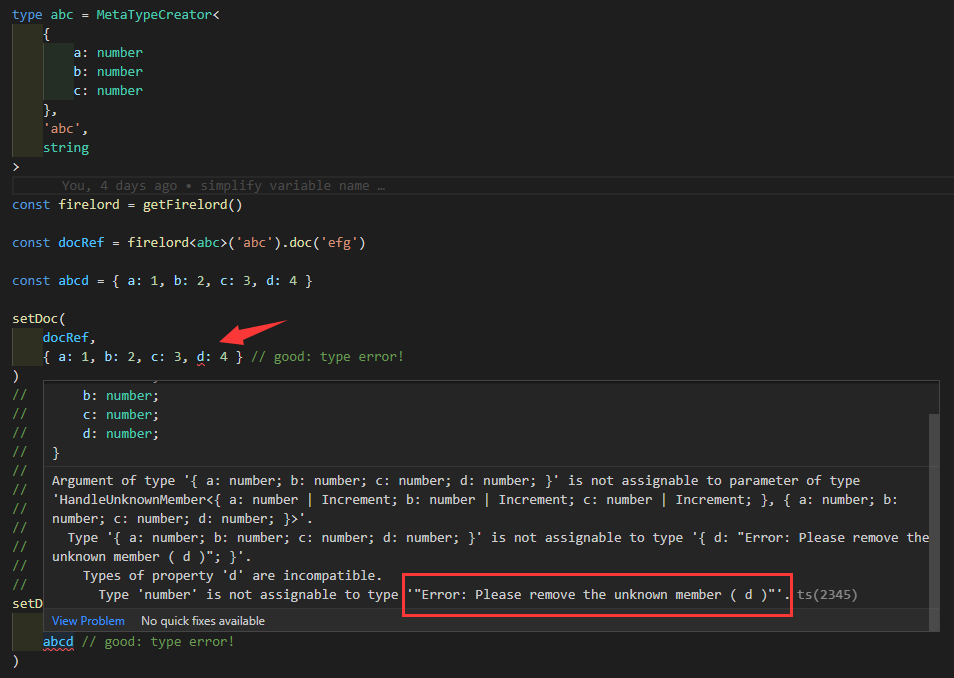 type abc = MetaTypeCreator<
{
a: number
b: number
c: number
},
'abc',
string
>
You, 4 days ago • simplify variable name …
const firelord = getFirelord()
const docRef = firelord<abc>('abc').doc('efg')
const abcd = { a: 1, b: 2, c: 3, d: 4 }
setDoc(
docRef,
{ a: 1, b: 2, c: 3, d: 4 } // good: type error!
)
//
b: number;
//
c: number;
//
d: number;
//
}
//
Argument of type '{ a: number; b: number; c: number; d: number; }' is not assignable to parameter of type
//
'HandleUnknownMember<{ a: number | Increment; b: number | Increment; c: number | Increment; }, { a: number; b:
//
number; c: number; d: number; }>'.
//
Type '{ a: number; b: number; c: number; d: number; }' is not assignable to type '{ d: "Error: Please remove the
//
unknown member ( d )"; }'.
//
Types of property 'd' are incompatible.
//
Type 'number' is not assignable to type '"Error: Please remove the unknown member ( d )"'. ts(2345)
setD
View Problem No quick fixes available
abcd // good: type error!
)